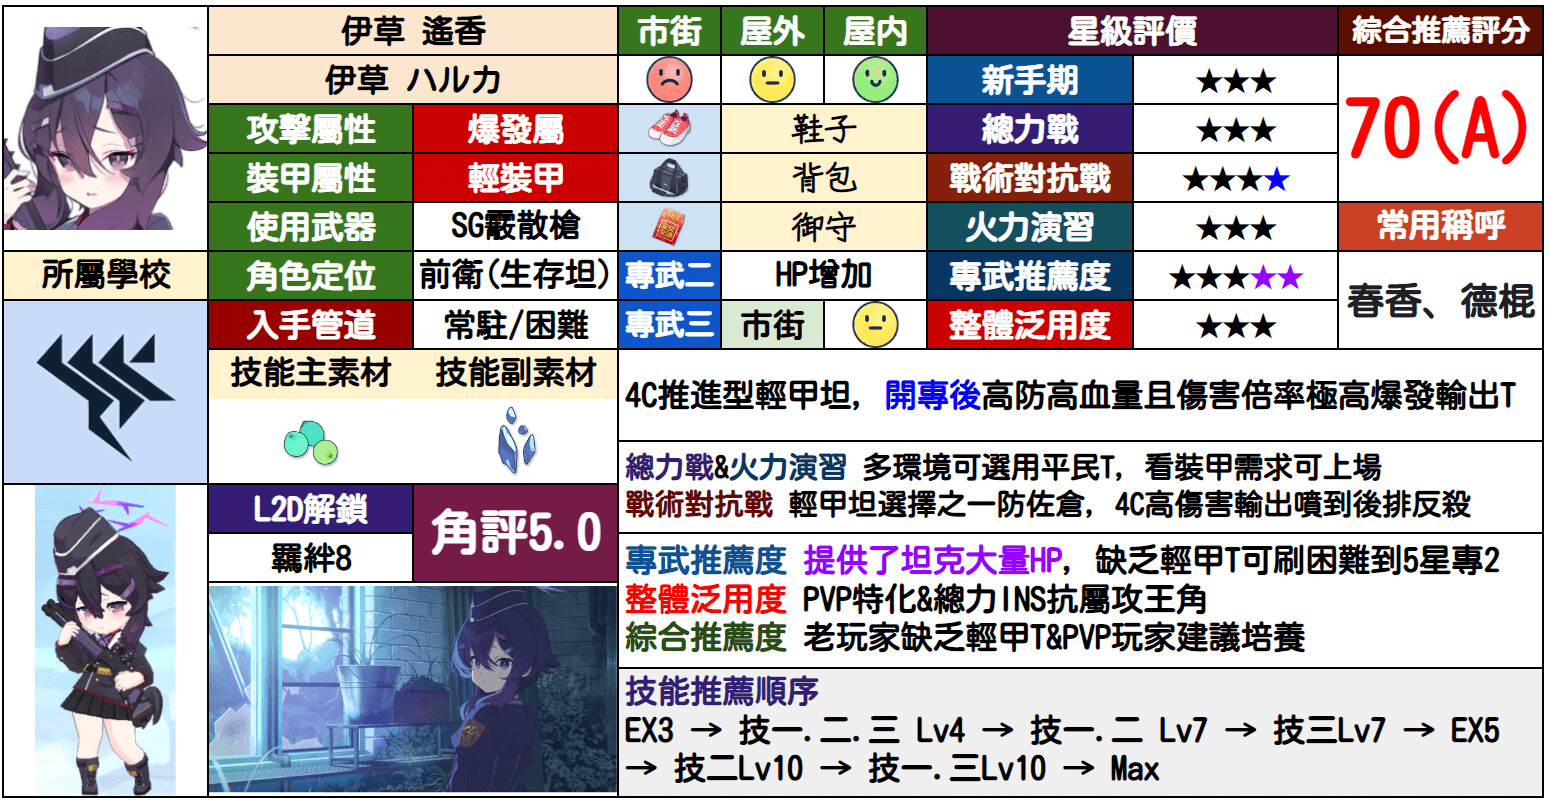 伊草 遙香
伊草 ハルカ
攻擊屬性 爆發屬
裝甲屬性 輕裝甲
使用武器 SG霰散槍
所屬學校
角色定位 前衛(生存坦)
入手管道 常駐/困難
技能主素材 技能副素材
L2D解鎖
羈絆8
角評5.0
市街 屋外 屋内
鞋子
背包
御守
專武二 HP增加
專武三 市街
星級評價
新手期 ★★★
總力戰 ★★★
戰術對抗戰 ★★★★
火力演習 ★★★
專武推薦度 ★★★★★
整體泛用度 ★★★
綜合推薦評分
70(A)
常用稱呼
春香、德棍
4C推進型輕甲坦, 開專後高防高血量且傷害倍率極高爆發輸出T
總力戰&火力演習 多環境可選用平民T, 看裝甲需求可上場
戰術對抗戰 輕甲坦選擇之一防佐倉, 4C高傷害輸出噴到後排反殺
專武推薦度 提供了坦克大量HP, 缺乏輕甲T可刷困難到5星專2
整體泛用度 PVP特化&總力INS抗屬攻王角
綜合推薦度 老玩家缺乏輕甲T&PVP玩家建議培養
技能推薦順序
EX3 → 技一.二.三 Lv4 → 技一.二 Lv7 → 技三Lv7 → EX5
→ 技二Lv10 → 技一.三Lv10 → Max